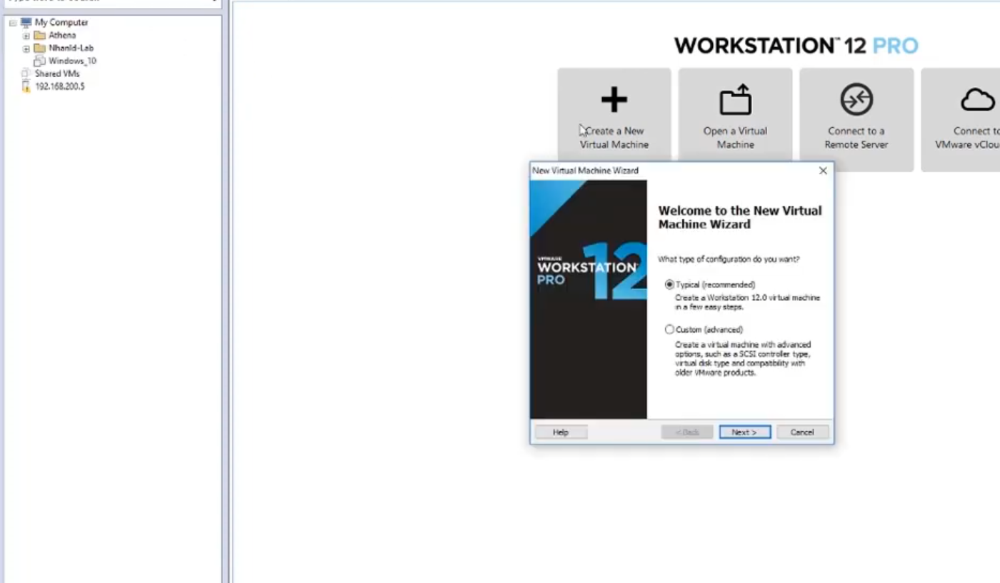 My Computer
Athena
Nhanld-Lab
Windows_10
Shared VMs
192.168.200.5
WORKSTATION™ 12 PRO
Create a New
Virtual Machine
Open a Virtual
Machine
Connect to a
Remote Server
Connect to
VMware vClou
New Virtual Machine Wizard
VMWARE
WORKSTATION
PRO
12
Welcome to the New Virtual
Machine Wizard
What type of configuration do you want?
Typical (recommended)
Create a Workstation 12.0 virtual machine
in a few easy steps.
Custom (advanced)
Create a virtual machine with advanced
options, such as a SCSI controller type,
virtual disk type and compatibility with
older VMware products.
Help
< Back
Next >
Cancel